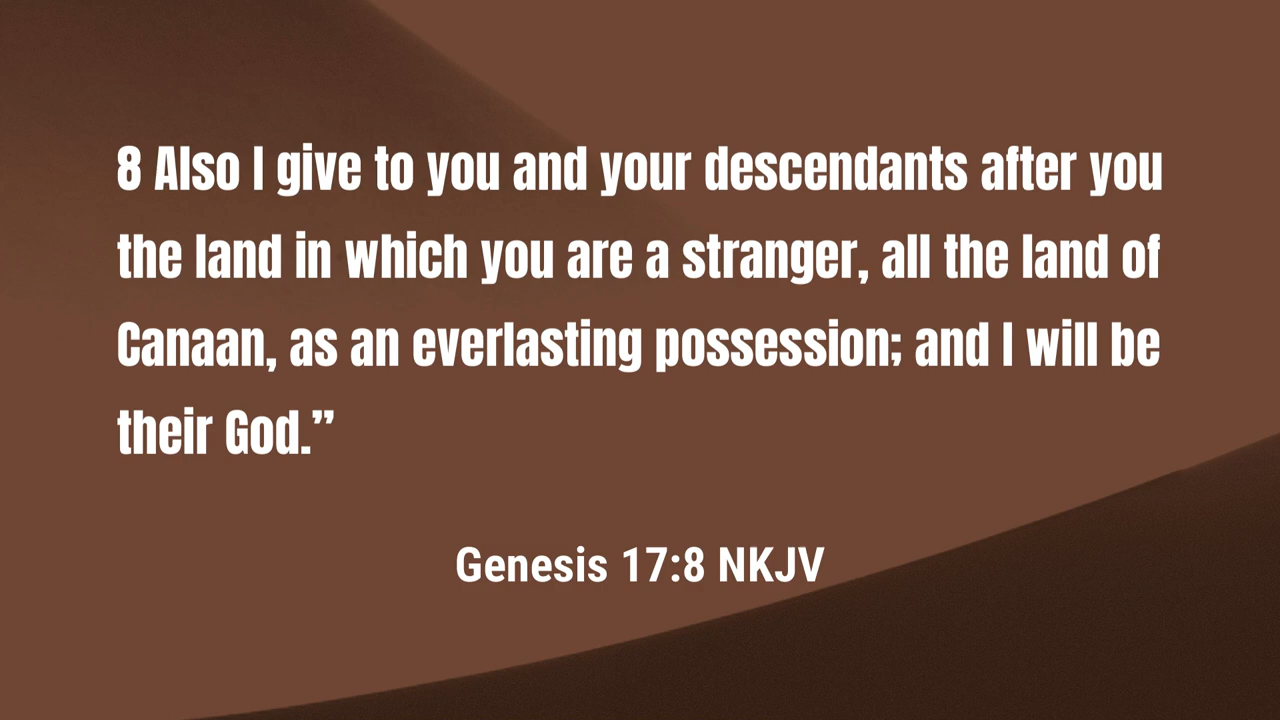 8 Also I give to you and your descendants after you
the land in which you are a stranger, all the land of
Canaan, as an everlasting possession; and I will be
their God.”
Genesis 17:8 NKJV